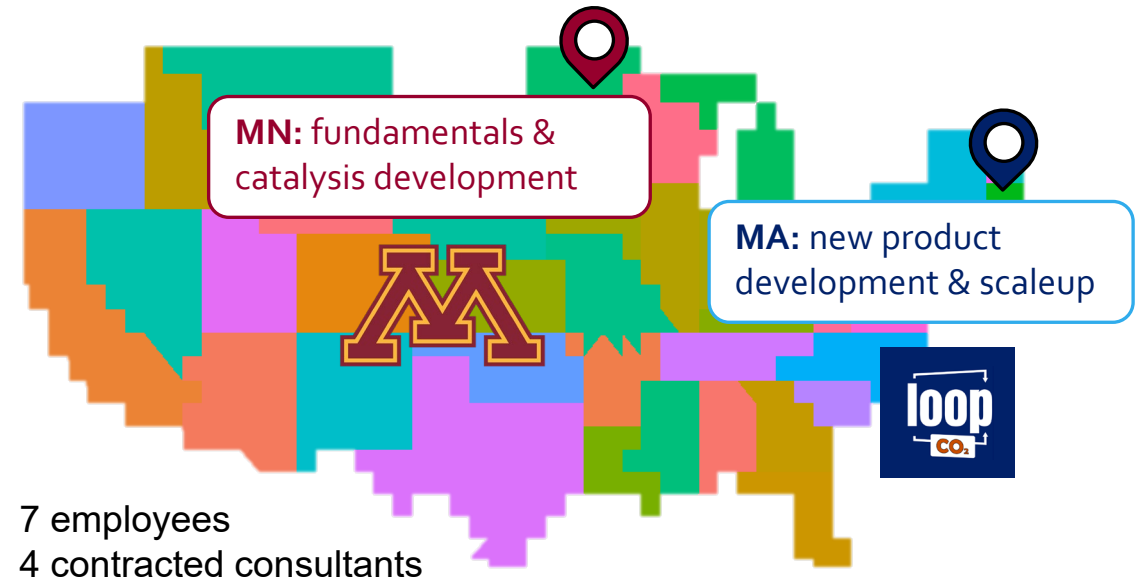 MN: fundamentals &
catalysis development
MA: new product
development & scaleup
M
loop
CO₂
7 employees
4 contracted consultants